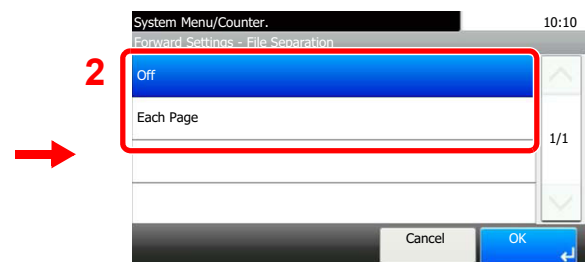 System Menu/Counter. 10:10
Forward Settings - File Separation
2
Off
Each Page
1/1
Cancel OK